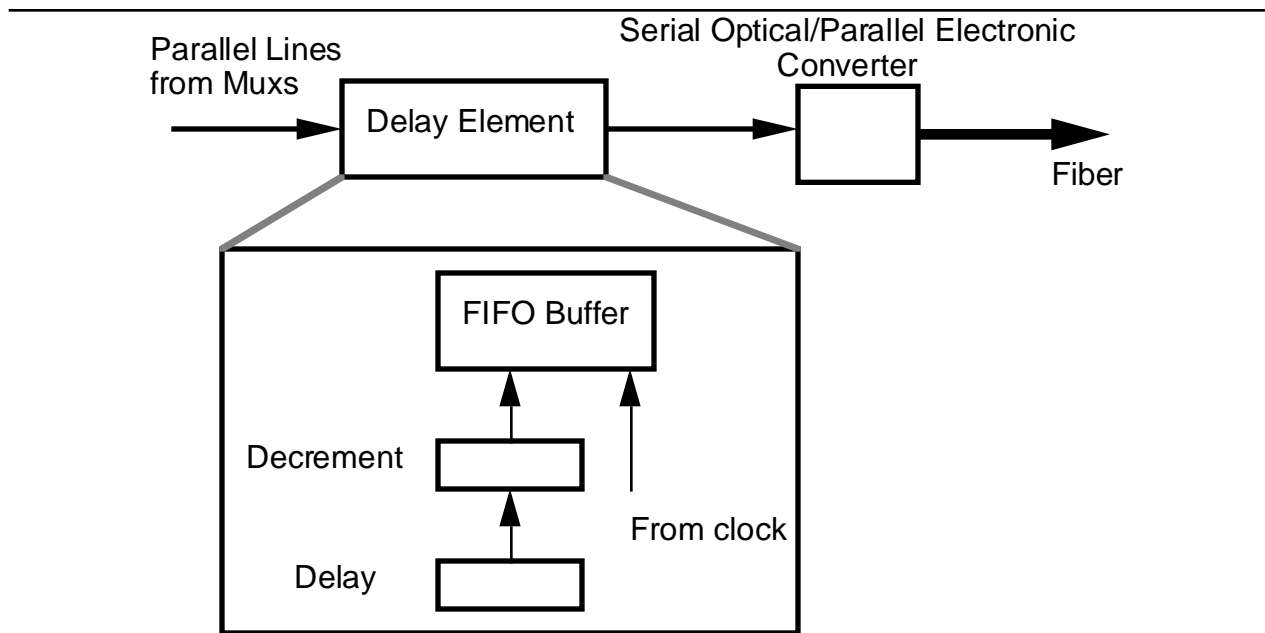 Parallel Lines
from Muxs
Serial Optical/Parallel Electronic
Converter
Delay Element
Fiber
FIFO Buffer
Decrement
From clock
Delay